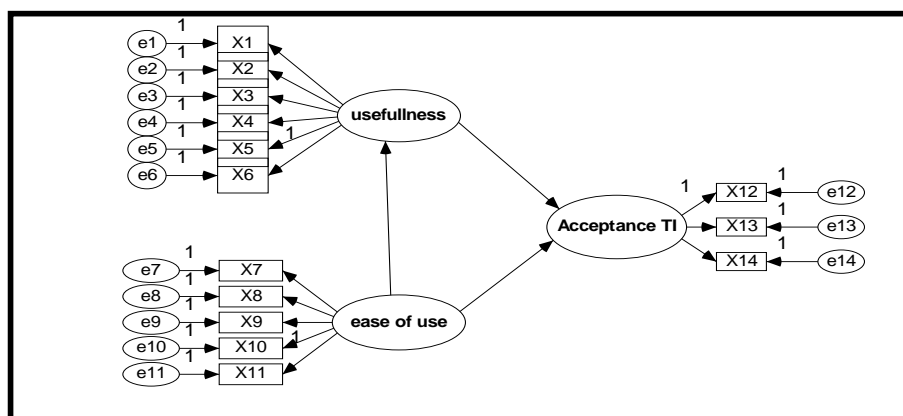 1
e1 X1
1
e2 X2
1
e3 X3
1
e4 X4
1
e5 X5 1
1
e6 X6
usefullness
1
e7 X7
1
e8 X8
1
e9 X9
1
e10 X10 1
1
e11 X11
ease of use
Acceptance TI
1 1
X12 e12
1
X13 e13
1
X14 e14